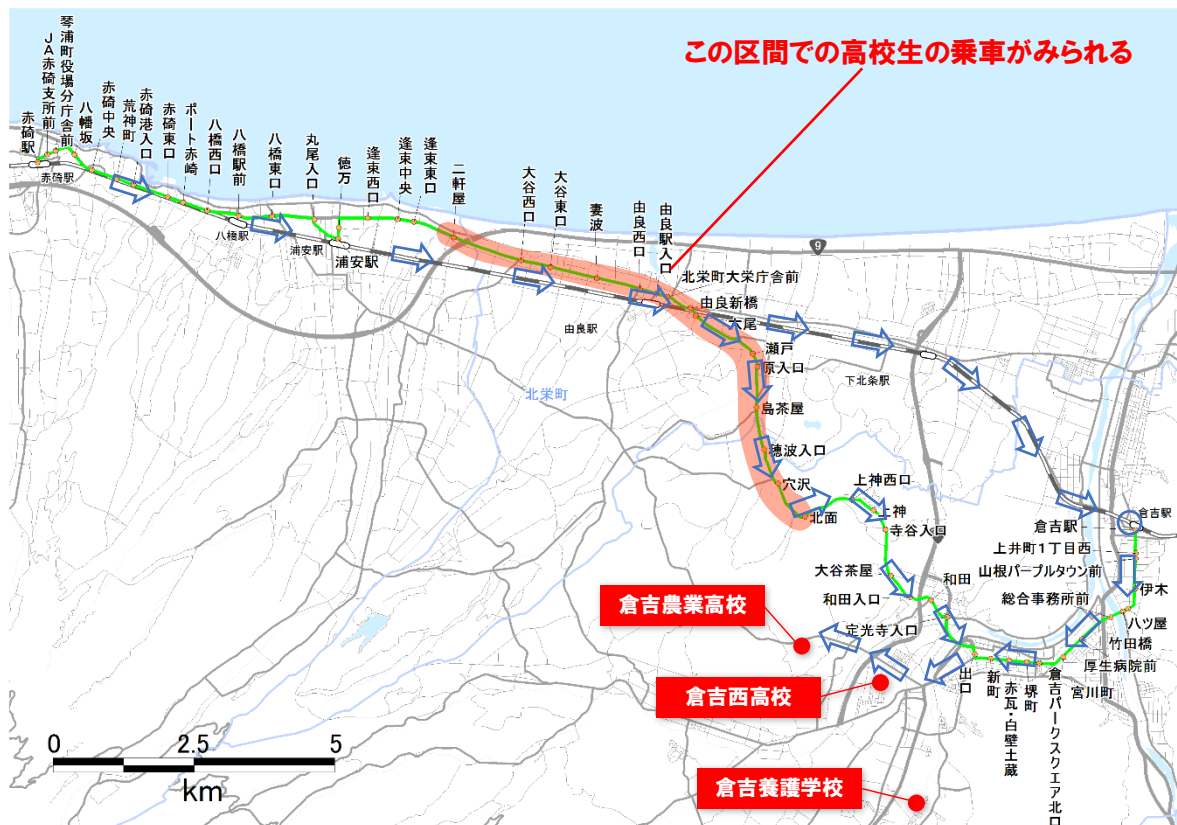 この区間での高校生の乗車がみられる
赤碕駅
JA赤碕支所前
琴浦町役場分庁舎前
八幡坂
赤碕中央
荒神町
赤碕港入口
赤碕東口
ポート赤崎
八橋西口
八橋駅前
八橋東口
丸尾入口
徳万
逢束西口
逢束中央
逢束東口
二軒屋
大谷西口
大谷東口
妻波
由良西口
由良駅入口
赤碕駅
八橋駅
浦安駅
浦安駅
9
北栄町大栄庁舎前
由良新橋
大尾
由良駅
瀬戸
原入口
下北条駅
北栄町
島茶屋
穂波入口
穴沢
北面
上神西口
上神
寺谷入口
倉吉駅
倉吉駅
上井町1丁目西
山根パープルタウン前
大谷茶屋
和田
伊木
和田入口
総合事務所前
八ツ屋
倉吉農業高校
定光寺入口
竹田橋
厚生病院前
倉吉西高校
出口
新町
赤瓦・白壁土蔵
堺町
倉吉パークスクエア北口
宮川町
倉吉養護学校
0
2.5
5
km